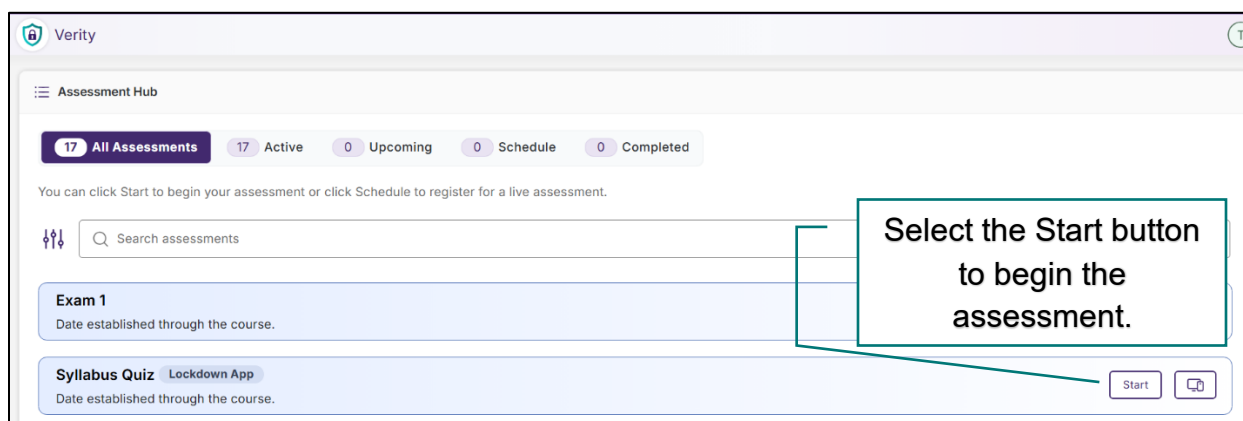 Verity
T
Assessment Hub
17 All Assessments 17 Active 0 Upcoming 0 Schedule 0 Completed
You can click Start to begin your assessment or click Schedule to register for a live assessment.
Search assessments
Select the Start button
to begin the
assessment.
Exam 1
Date established through the course.
Syllabus Quiz Lockdown App
Date established through the course.
Start